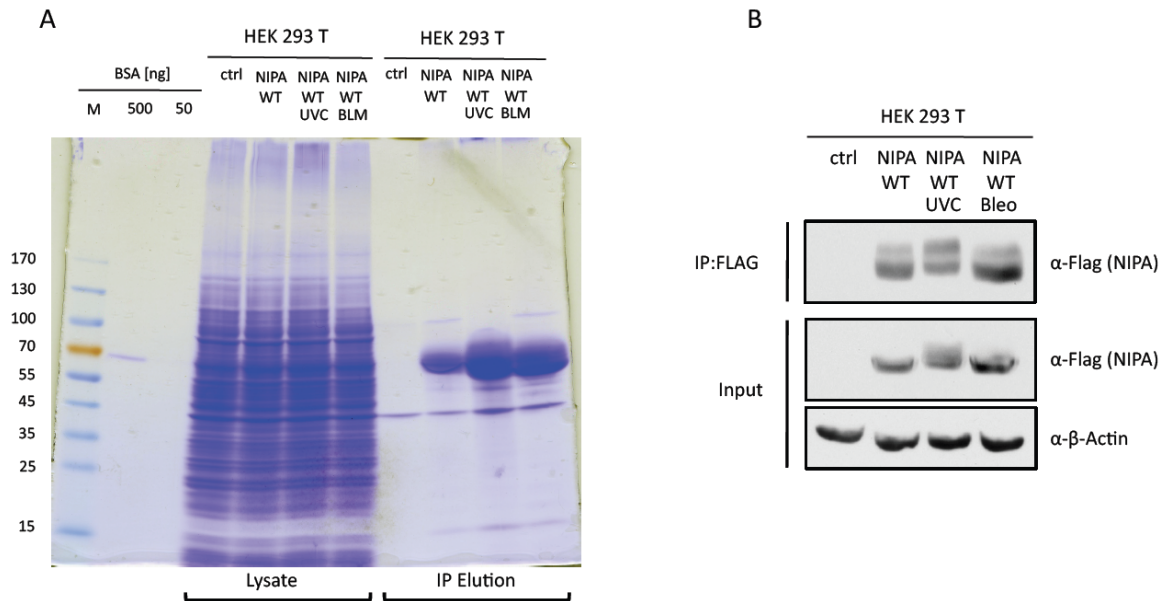 A
HEK 293 T
HEK 293 T
BSA [ng]
M
500
50
ctrl
NIPA
WT
NIPA
WT
UVC
NIPA
WT
BLM
ctrl
NIPA
WT
NIPA
WT
UVC
NIPA
WT
BLM
170
130
100
70
55
45
35
25
15
Lysate
IP Elution
B
HEK 293 T
ctrl
NIPA
WT
NIPA
WT
UVC
NIPA
WT
Bleo
IP:FLAG
α-Flag (NIPA)
Input
α-Flag (NIPA)
α-β-Actin